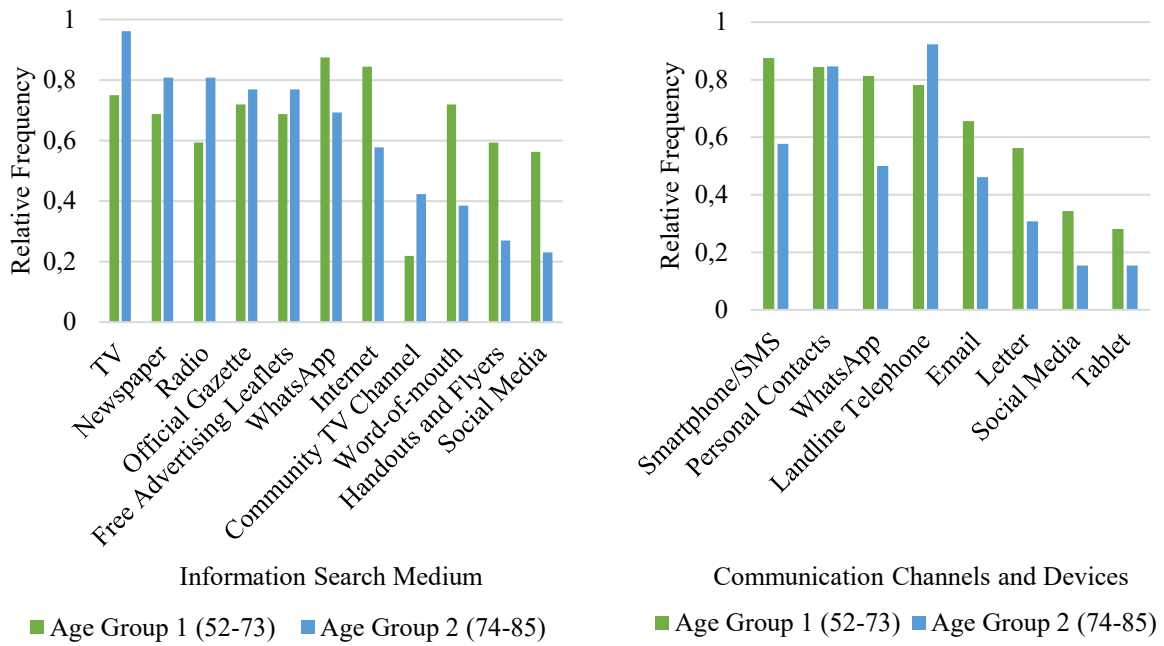 Relative Frequency
1
0,8
0,6
0,4
0,2
0
TV
Newspaper
Radio
Official Gazette
Free Advertising Leaflets
WhatsApp
Internet
Community TV Channel
Word-of-mouth
Handouts and Flyers
Social Media
Information Search Medium
Age Group 1 (52-73)
Age Group 2 (74-85)
Relative Frequency
1
0,8
0,6
0,4
0,2
0
Smartphone/SMS
Personal Contacts
WhatsApp
Landline Telephone
Email
Letter
Social Media
Tablet
Communication Channels and Devices
Age Group 1 (52-73)
Age Group 2 (74-85)